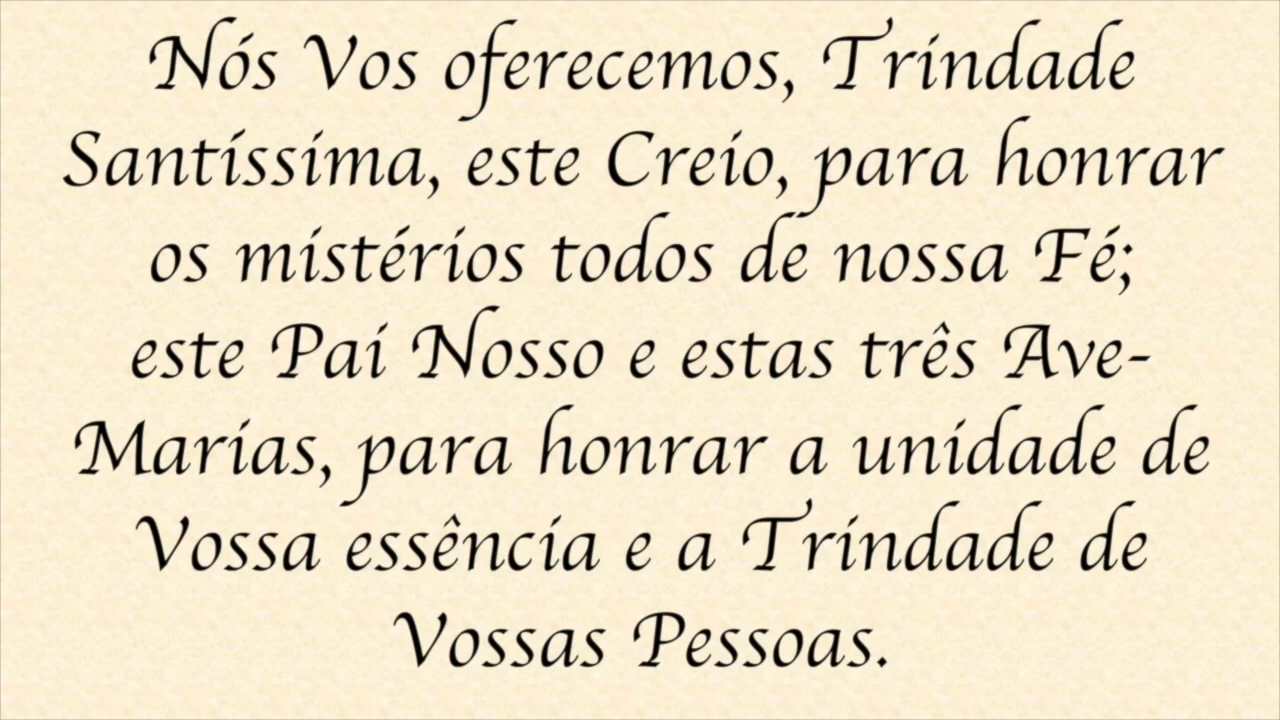 Nós Vos oferecemos, Trindade
Santíssima, este Creio, para honrar
os mistérios todos de nossa Fé;
este Pai Nosso e estas três Ave-
Marias, para honrar a unidade de
Vossa essência e a Trindade de
Vossas Pessoas.